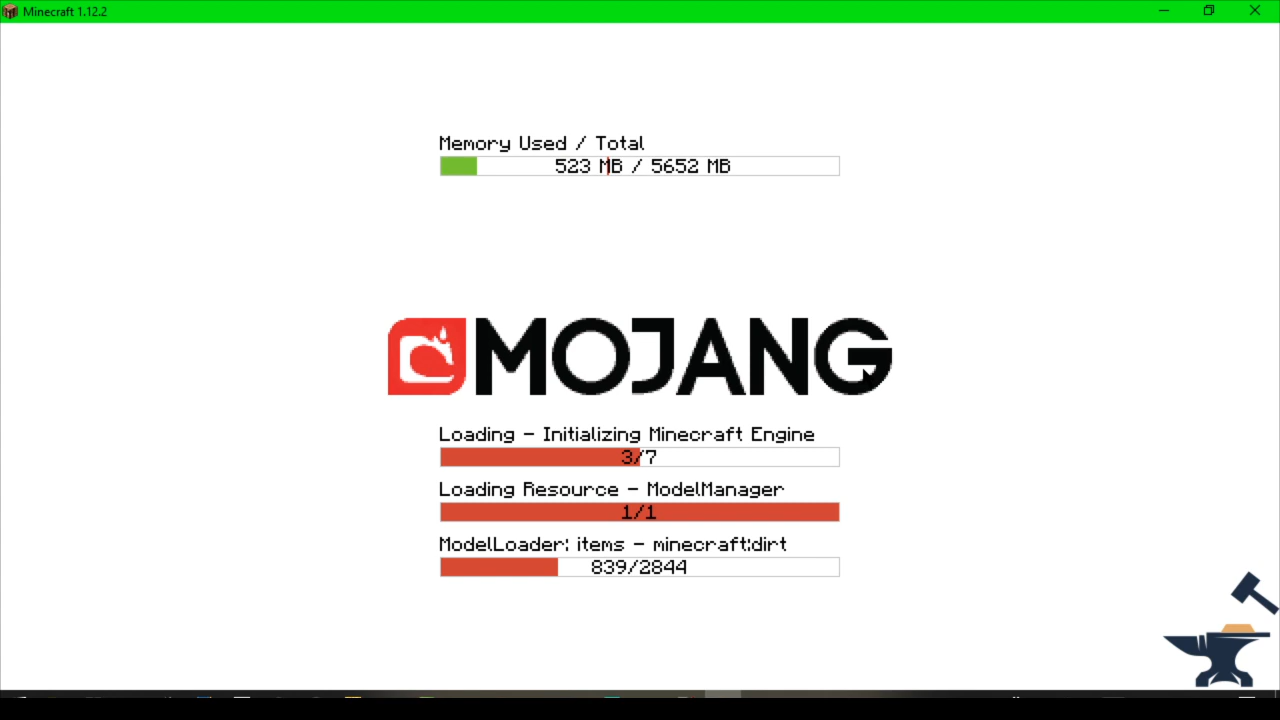 Minecraft 1.12.2
Memory Used / Total
523 MB / 5652 MB
MOJANG
Loading - Initializing Minecraft Engine
3/7
Loading Resource - ModelManager
1/1
ModelLoader: items - minecraft:dirt
839/2844